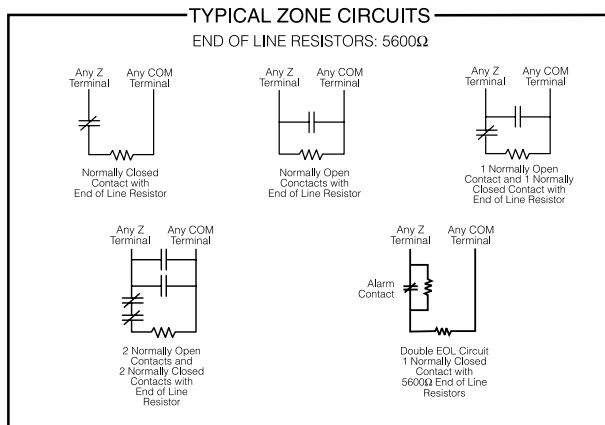 TYPICAL ZONE CIRCUITS
END OF LINE RESISTORS: 5600Ω
Any Z Terminal
Any COM Terminal
Normally Closed
Contact with
End of Line Resistor
Any Z Terminal
Any COM Terminal
Normally Open
Conctacts with
End of Line Resistor
Any Z Terminal
Any COM Terminal
1 Normally Open
Contact and 1 Normally
Closed Contact with
End of Line Resistor
Any Z Terminal
Any COM Terminal
2 Normally Open
Contacts and
2 Normally Closed
Contacts with
End of Line
Resistor
Any Z Terminal
Any COM Terminal
Alarm
Contact
Double EOL Circuit
1 Normally Closed
Contact with
5600Ω End of Line
Resistors